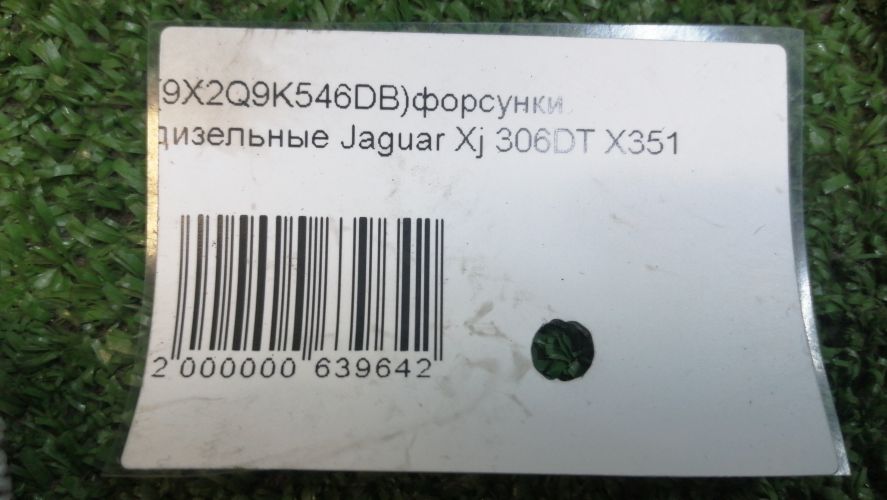 (9X2Q9K546DB)форсунки
дизельные Jaguar Xj 306DT X351
2 000000 639642